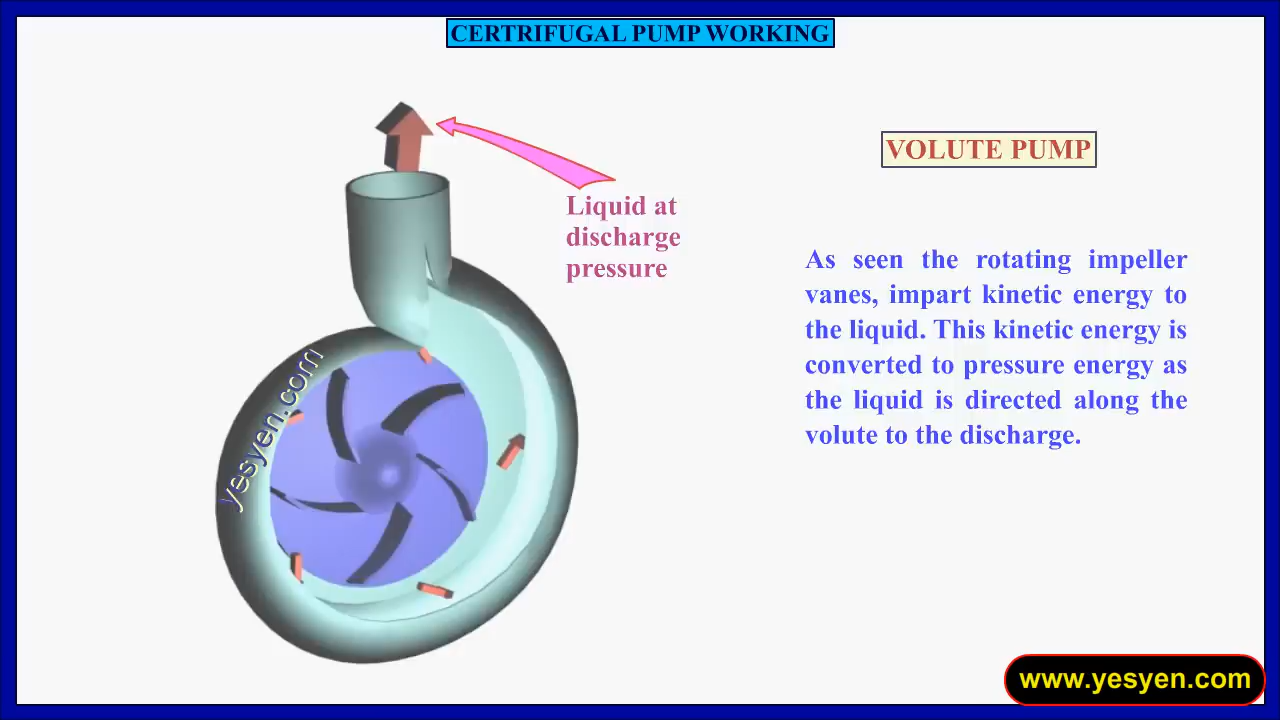 CERTRIFUGAL PUMP WORKING
VOLUTE PUMP
Liquid at
discharge
pressure
As seen the rotating impeller
vanes, impart kinetic energy to
the liquid. This kinetic energy is
converted to pressure energy as
the liquid is directed along the
volute to the discharge.
yesyen.com
www.yesyen.com